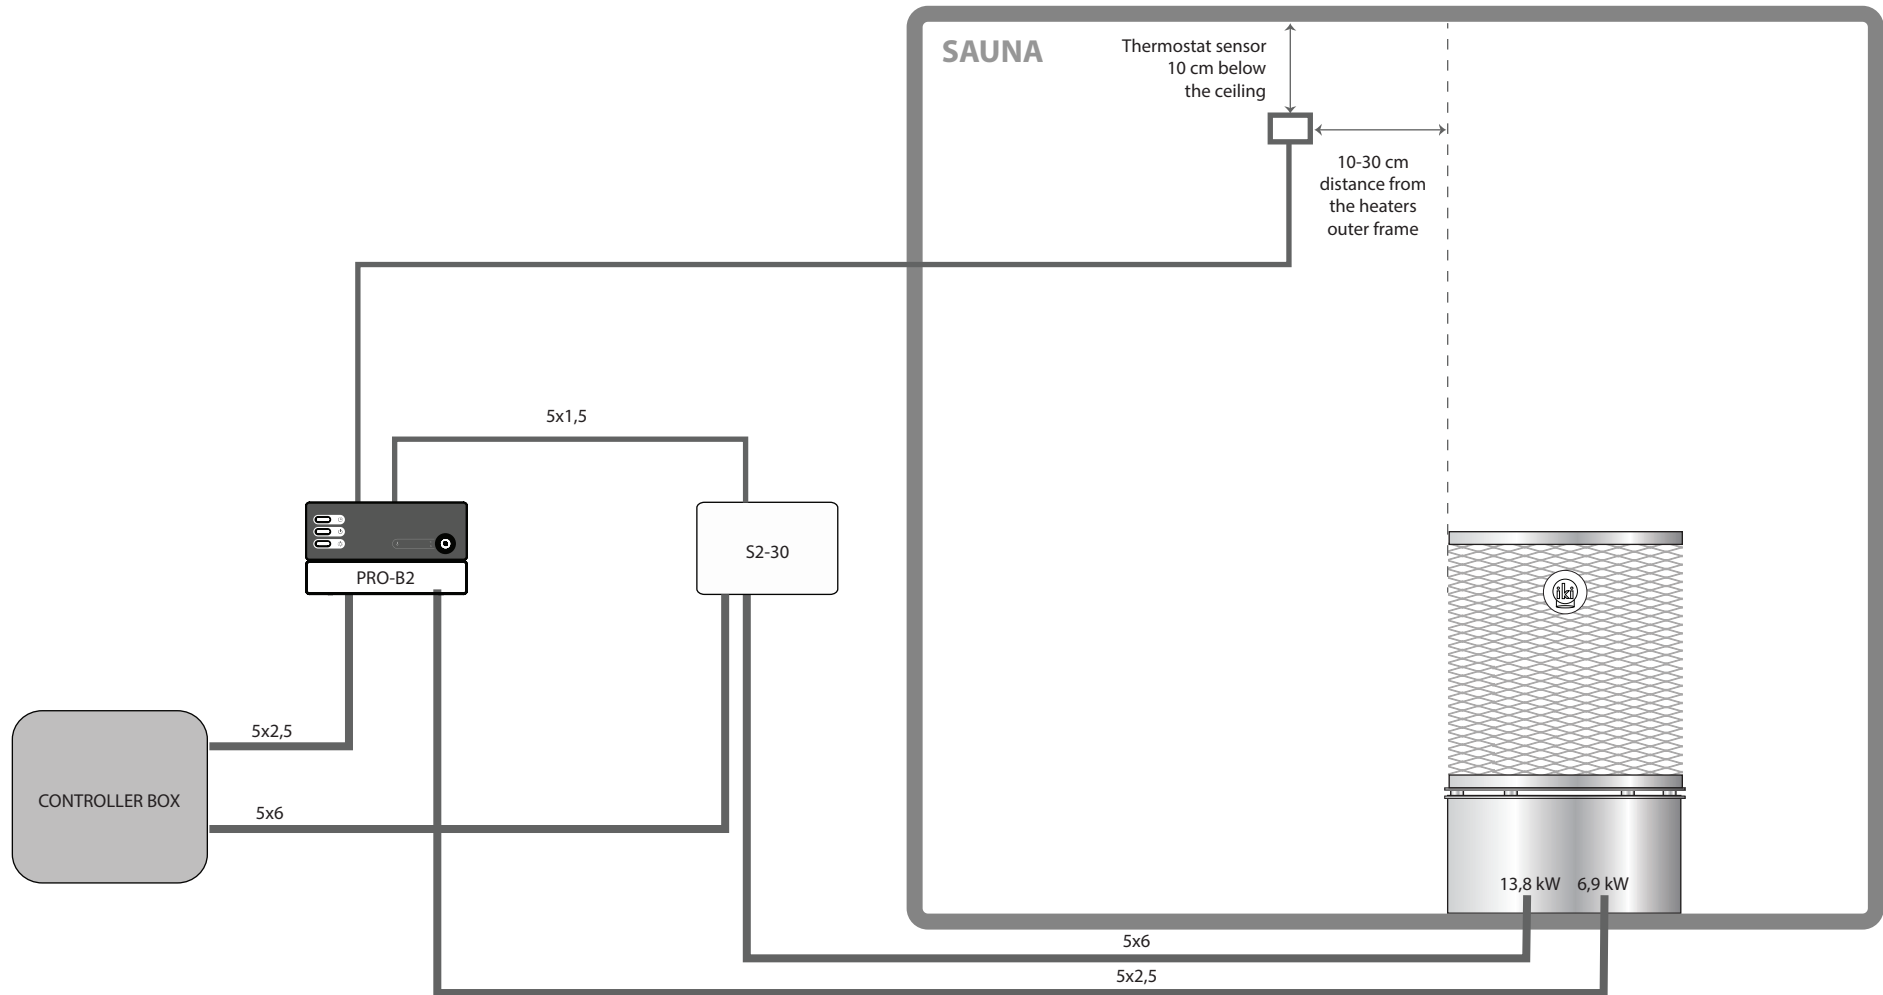 SAUNA
Thermostat sensor
10 cm below
the ceiling
10-30 cm
distance from
the heaters
outer frame
5x1,5
PRO-B2
S2-30
iki
5x2,5
CONTROLLER BOX
5x6
13,8 kW
6,9 kW
5x6
5x2,5